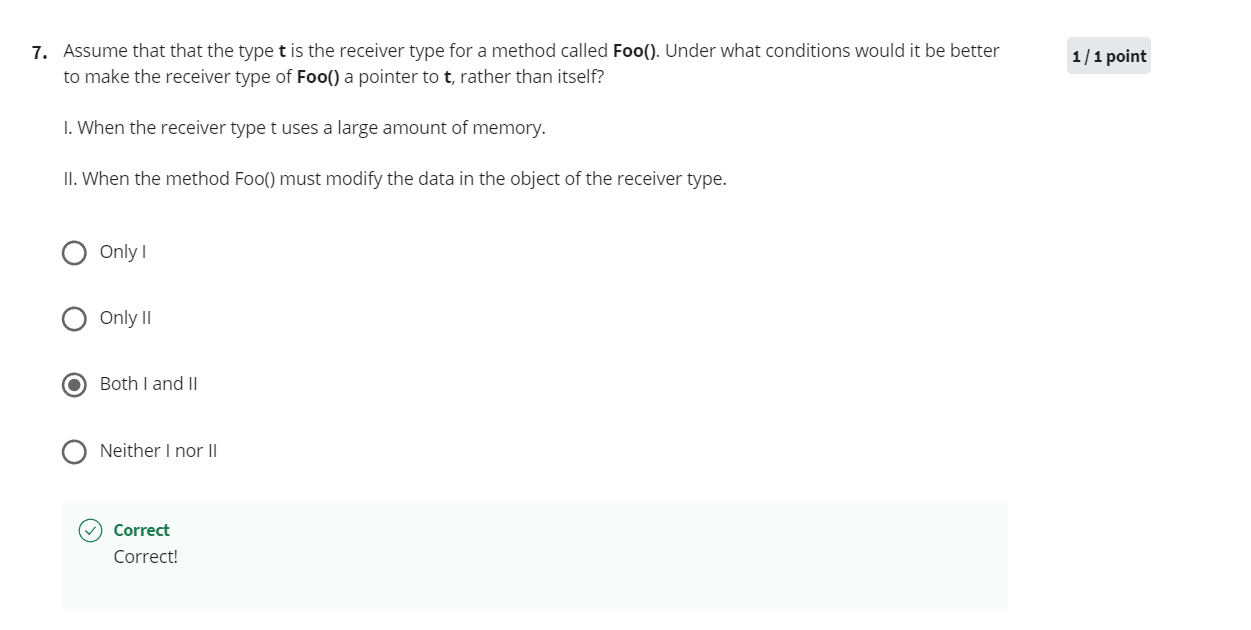 7. Assume that that the type t is the receiver type for a method called Foo(). Under what conditions would it be better
1 / 1 point
to make the receiver type of Foo() a pointer to t, rather than itself?
I. When the receiver type t uses a large amount of memory.
II. When the method Foo() must modify the data in the object of the receiver type.
Only I
Only II
Both I and II
Neither I nor II
Correct
Correct!